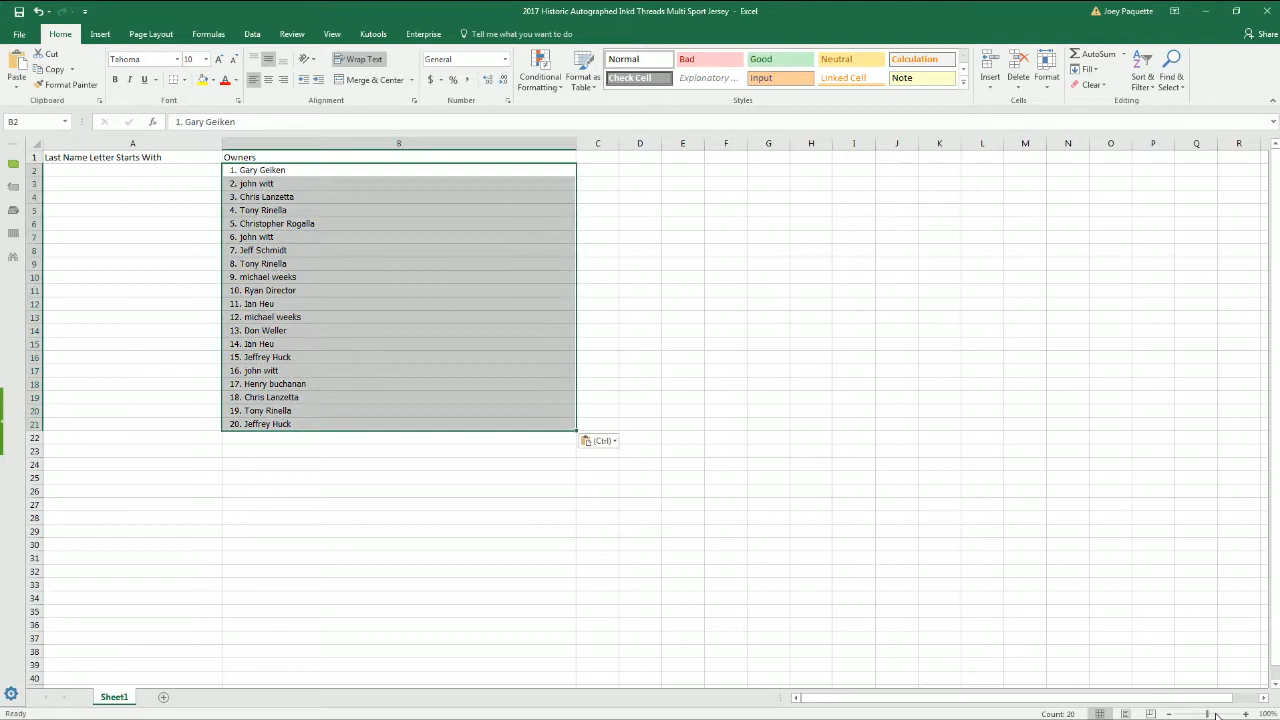 2017 Historic Autographed Inkd Threads Multi Sport Jersey - Excel
Joey Paquette
File Home Insert Page Layout Formulas Data Review View Kutools Enterprise Tell me what you want to do
Share
Paste
Cut
Copy
Format Painter
Clipboard
Tahoma 10
B I U
Font
Wrap Text
Merge & Center
Alignment
General
$ % ,
Number
Conditional Formatting
Format as Table
Normal Bad Good Neutral Calculation
Check Cell Explanatory ... Input Linked Cell Note
Styles
Insert Delete Format
Cells
AutoSum
Fill
Clear
Sort & Filter
Find & Select
Editing
B2
1. Gary Geiken
A B C D E F G H I J K L M N O P Q R
1 Last Name Letter Starts With Owners
2 1. Gary Geiken
3 2. john witt
4 3. Chris Lanzetta
5 4. Tony Rinella
6 5. Christopher Rogalla
7 6. john witt
8 7. Jeff Schmidt
9 8. Tony Rinella
10 9. michael weeks
11 10. Ryan Director
12 11. Ian Heu
13 12. michael weeks
14 13. Don Weller
15 14. Ian Heu
16 15. Jeffrey Huck
17 16. john witt
18 17. Henry buchanan
19 18. Chris Lanzetta
20 19. Tony Rinella
21 20. Jeffrey Huck
22
(Ctrl)
23
24
25
26
27
28
29
30
31
32
33
34
35
36
37
38
39
40
Sheet1
Ready
Count: 20
100%